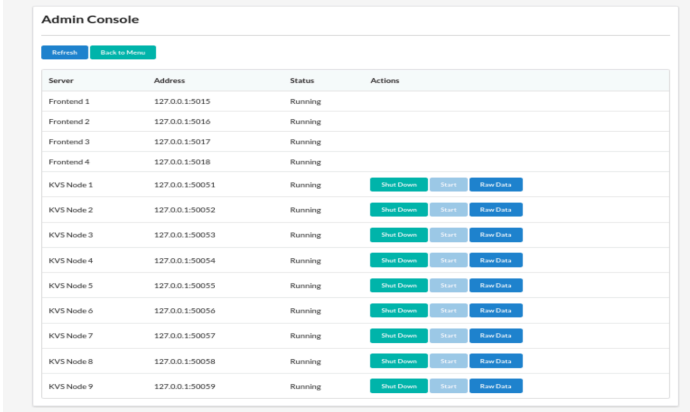 Admin Console
Refresh Back to Menu
Server Address Status Actions
Frontend 1 127.0.0.1:5015 Running
Frontend 2 127.0.0.1:5016 Running
Frontend 3 127.0.0.1:5017 Running
Frontend 4 127.0.0.1:5018 Running
KVS Node 1 127.0.0.1:50051 Running Shut Down Start Raw Data
KVS Node 2 127.0.0.1:50052 Running Shut Down Start Raw Data
KVS Node 3 127.0.0.1:50053 Running Shut Down Start Raw Data
KVS Node 4 127.0.0.1:50054 Running Shut Down Start Raw Data
KVS Node 5 127.0.0.1:50055 Running Shut Down Start Raw Data
KVS Node 6 127.0.0.1:50056 Running Shut Down Start Raw Data
KVS Node 7 127.0.0.1:50057 Running Shut Down Start Raw Data
KVS Node 8 127.0.0.1:50058 Running Shut Down Start Raw Data
KVS Node 9 127.0.0.1:50059 Running Shut Down Start Raw Data